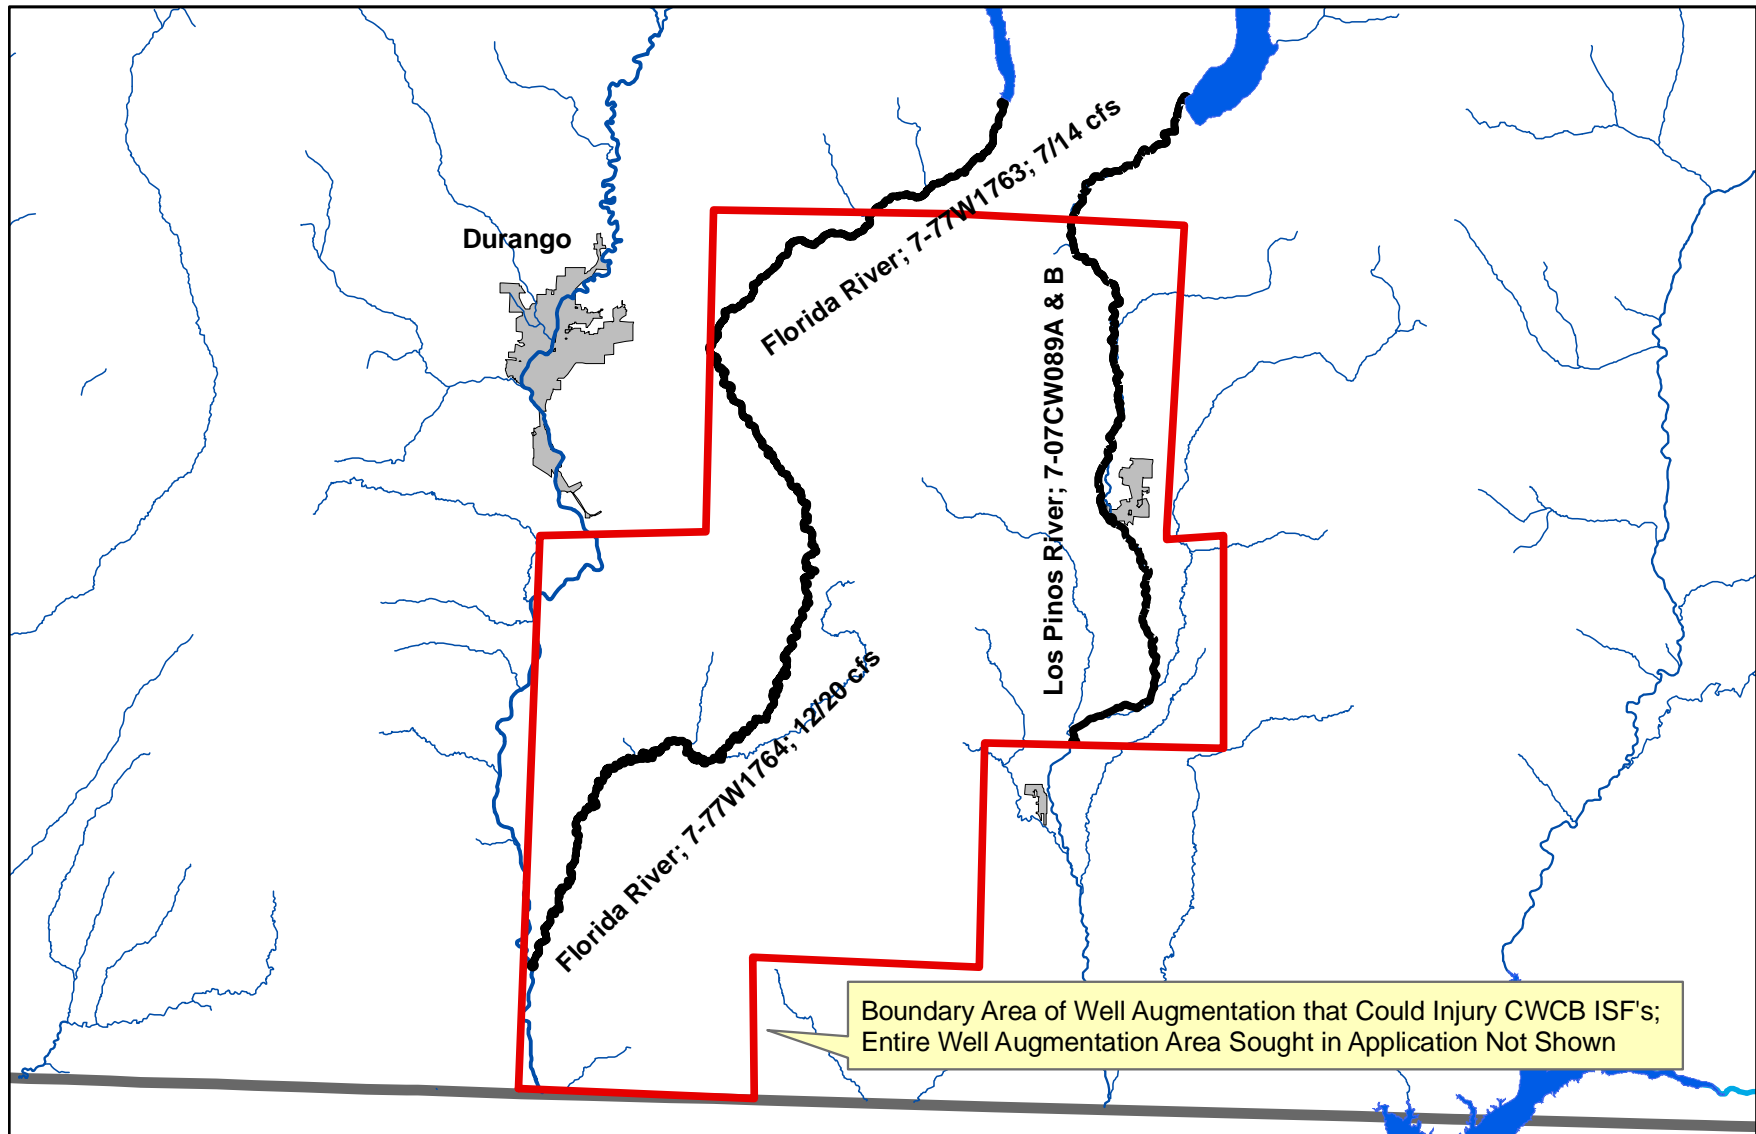 Florida River; 7-77W1763; 7/14 cfs
Durango
Los Pinos River; 7-07CW089A & B
Florida River; 7-77W1764; 12/20 cfs
Boundary Area of Well Augmentation that Could Injury CWCB ISF's;
Entire Well Augmentation Area Sought in Application Not Shown